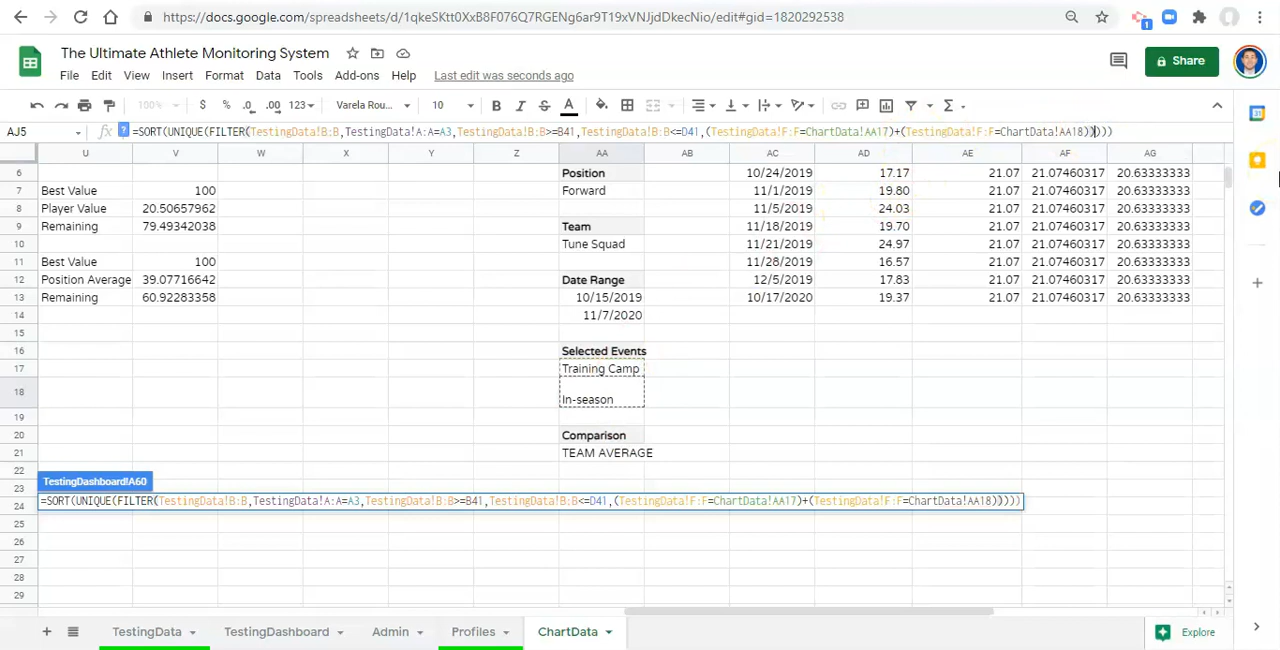 https://docs.google.com/spreadsheets/d/1qkeSKtt0XxB8F076Q7RGENg6ar9T19xVNJjdDkecNio/edit#gid=1820292538
1
The Ultimate Athlete Monitoring System
File Edit View Insert Format Data Tools Add-ons Help Last edit was seconds ago
Share
100% $ % .0 .00 123 Varela Rou... 10 B I S A Σ
AJ5 fx ? =SORT(UNIQUE(FILTER(TestingData!B:B,TestingData!A:A=A3,TestingData!B:B>=B41,TestingData!B:B<=D41,(TestingData!F:F=ChartData!AA17)+(TestingData!F:F=ChartData!AA18)))))
U V W X Y Z AA AB AC AD AE AF AG
6 Position 10/24/2019 17.17 21.07 21.07460317 20.63333333
7 Best Value 100 Forward 11/1/2019 19.80 21.07 21.07460317 20.63333333
8 Player Value 20.50657962 11/5/2019 24.03 21.07 21.07460317 20.63333333
9 Remaining 79.49342038 Team 11/18/2019 19.70 21.07 21.07460317 20.63333333
10 Tune Squad 11/21/2019 24.97 21.07 21.07460317 20.63333333
11 Best Value 100 11/28/2019 16.57 21.07 21.07460317 20.63333333
12 Position Average 39.07716642 Date Range 12/5/2019 17.83 21.07 21.07460317 20.63333333
13 Remaining 60.92283358 10/15/2019 10/17/2020 19.37 21.07 21.07460317 20.63333333
14 11/7/2020
15
16 Selected Events
17 Training Camp
18 In-season
19
20 Comparison
21 TEAM AVERAGE
22
TestingDashboard!A60
23
24 =SORT(UNIQUE(FILTER(TestingData!B:B,TestingData!A:A=A3,TestingData!B:B>=B41,TestingData!B:B<=D41,(TestingData!F:F=ChartData!AA17)+(TestingData!F:F=ChartData!AA18)))))
25
26
27
28
29
TestingData TestingDashboard Admin Profiles ChartData Explore